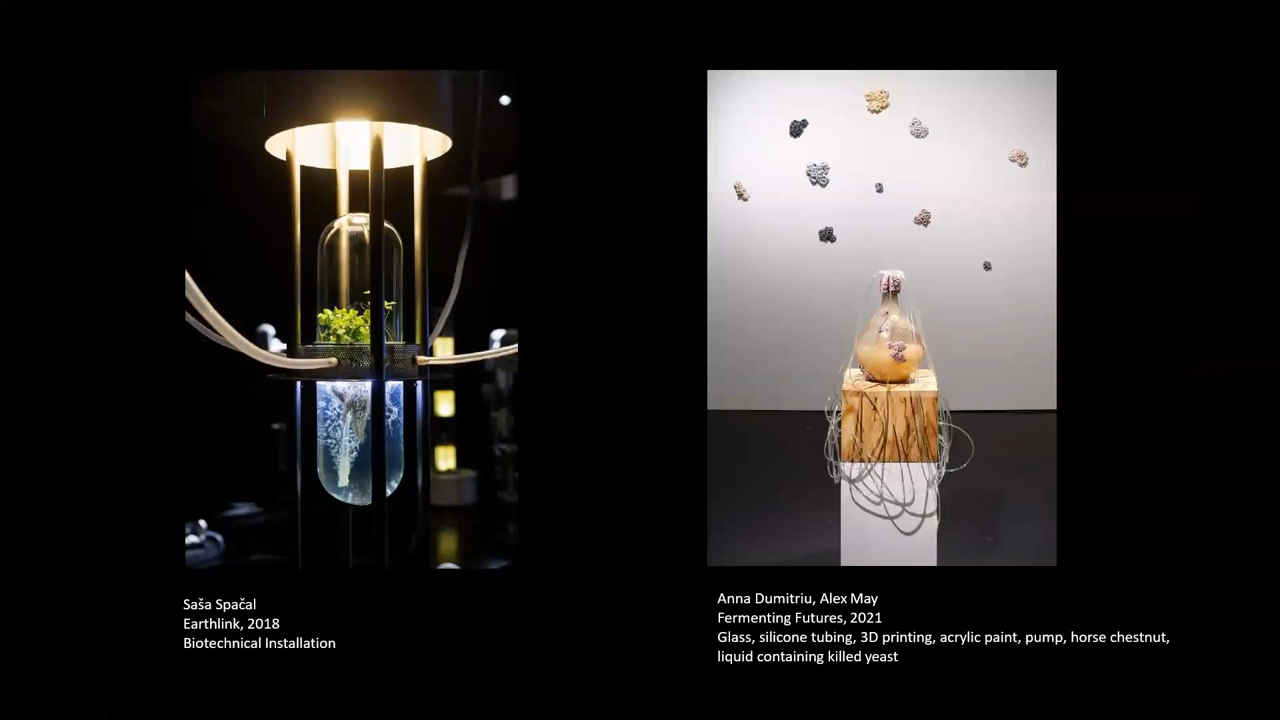 Saša Spačal
Earthlink, 2018
Biotechnical Installation
Anna Dumitriu, Alex May
Fermenting Futures, 2021
Glass, silicone tubing, 3D printing, acrylic paint, pump, horse chestnut,
liquid containing killed yeast